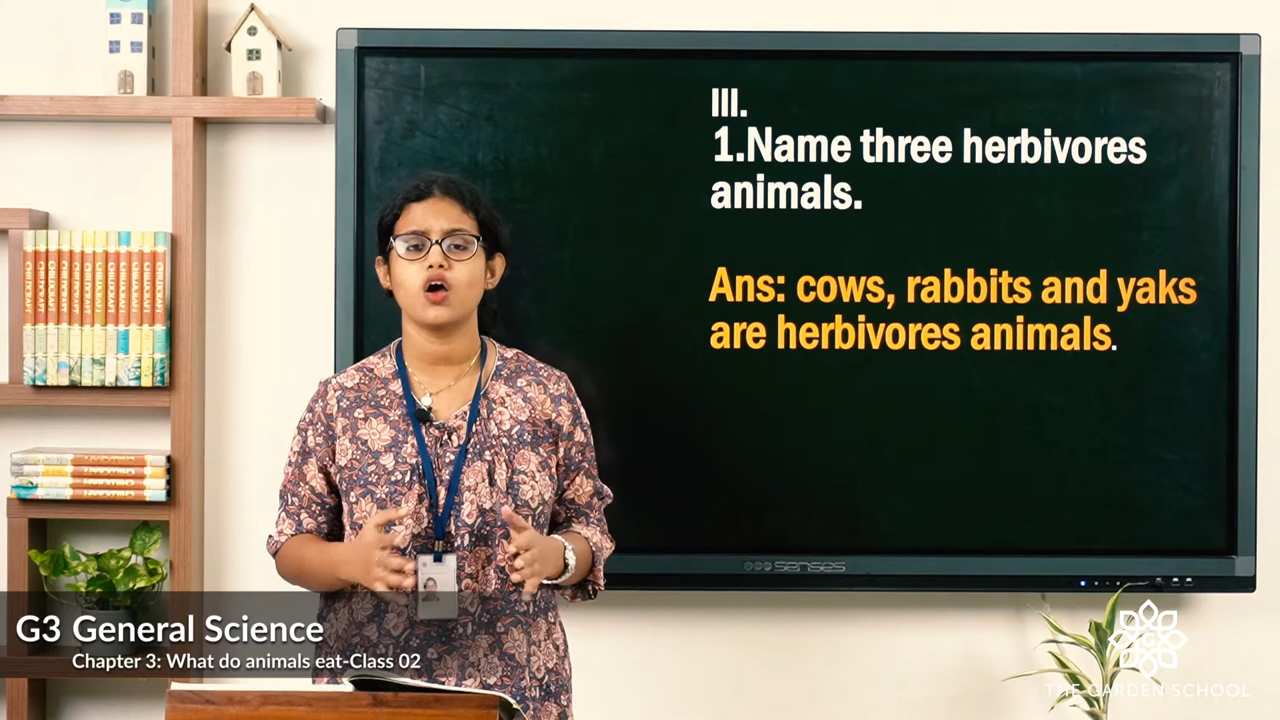 III.
1.Name three herbivores
animals.
Ans: cows, rabbits and yaks
are herbivores animals.
CHILDCRAFT
senses
G3 General Science
Chapter 3: What do animals eat-Class 02
G
THE GARDEN SCHOOL